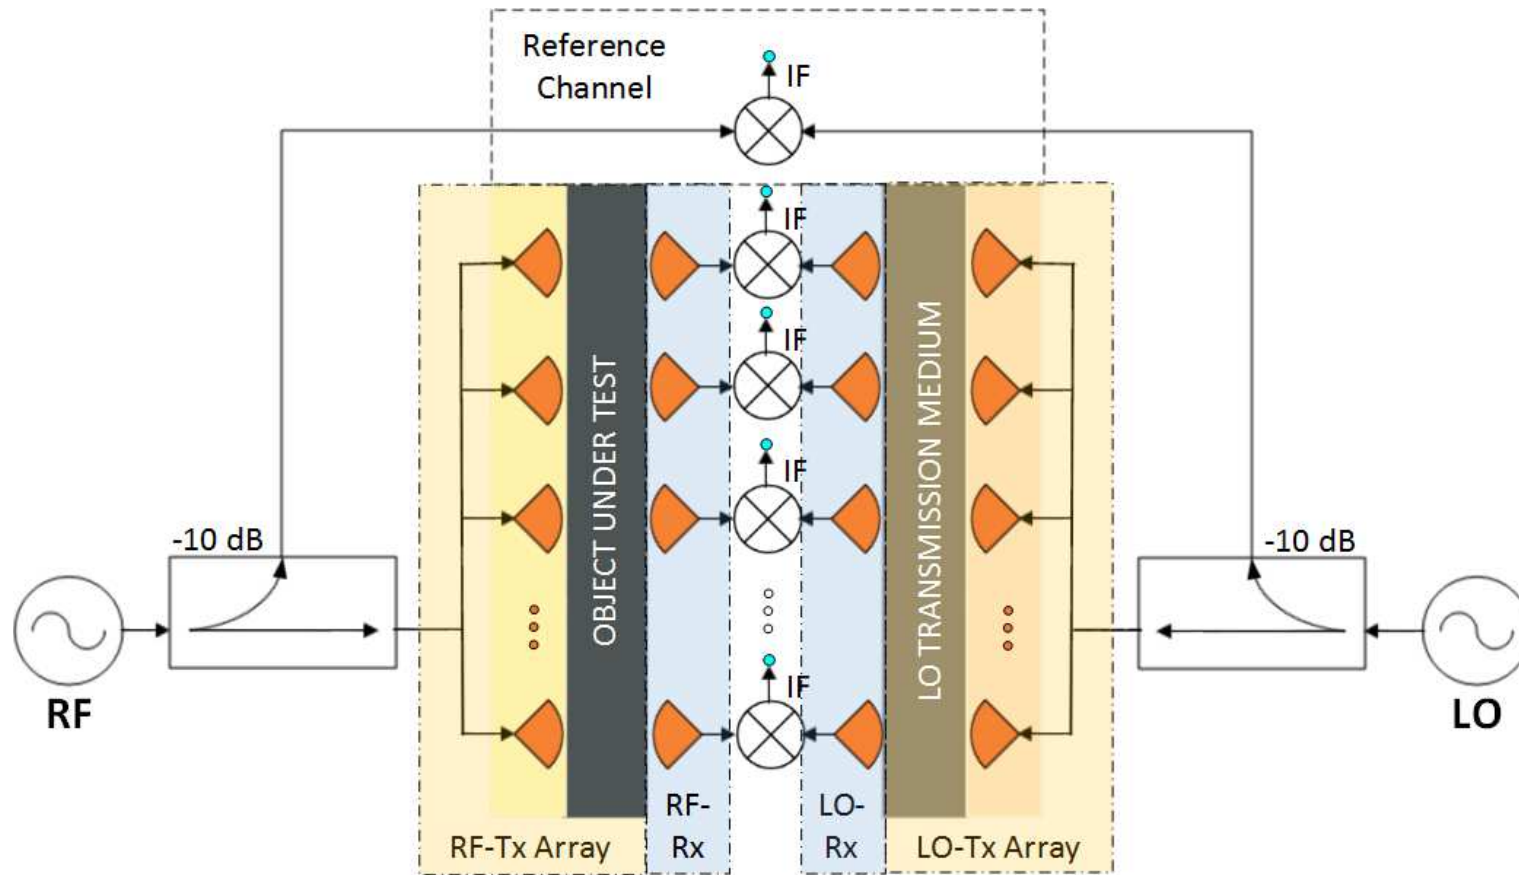 Reference
Channel
IF
IF
IF
IF
IF
-10 dB
-10 dB
OBJECT UNDER TEST
LO TRANSMISSION MEDIUM
RF
LO
RF-
Rx
LO-
Rx
RF-Tx Array
LO-Tx Array